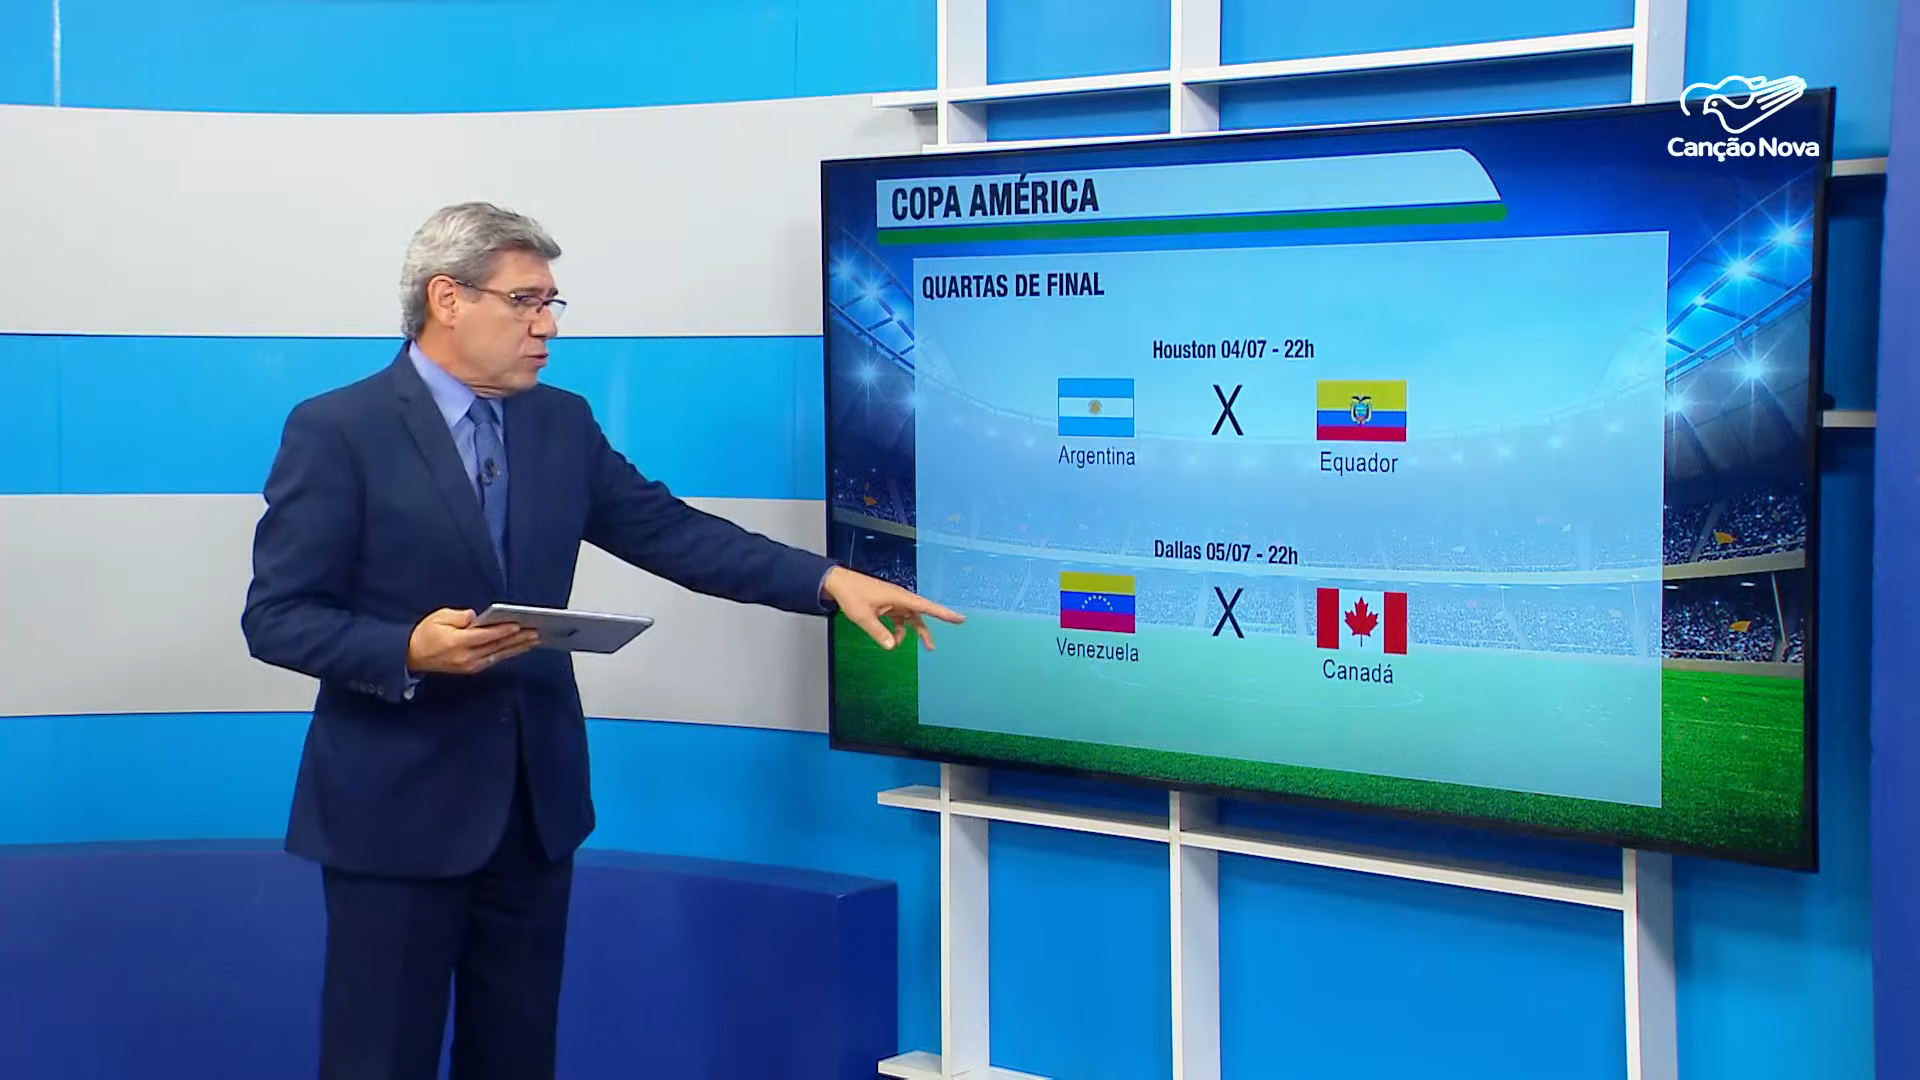 Canção Nova
COPA AMÉRICA
QUARTAS DE FINAL
Houston 04/07 - 22h
X
Argentina
Equador
Dallas 05/07 - 22h
X
Venezuela
Canadá